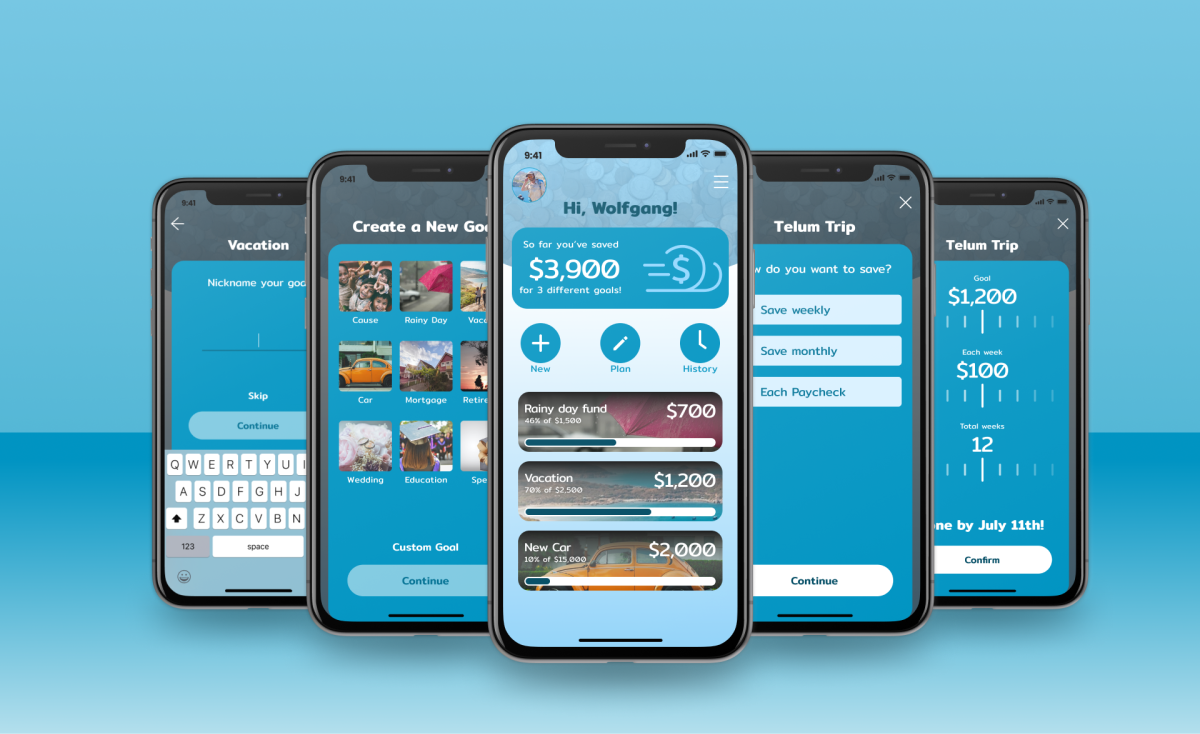 9:41
Vacation
Nickname your goa
Skip
Continue
Q W E R T Y U I
A S D F G H J
Z X C V B N
123 space
9:41
Create a New Go
Cause Rainy Day Vaca
Car Mortgage Retire
Wedding Education Spe
Custom Goal
Continue
9:41
Hi, Wolfgang!
So far you've saved
$3,900
for 3 different goals!
$
New Plan History
Rainy day fund $700
46% of $1,500
Vacation $1,200
70% of $2,500
New Car $2,000
10% of $15,000
Telum Trip
w do you want to save?
Save weekly
Save monthly
Each Paycheck
Continue
Telum Trip
Goal
$1,200
Each week
$100
Total weeks
12
ne by July 11th!
Confirm